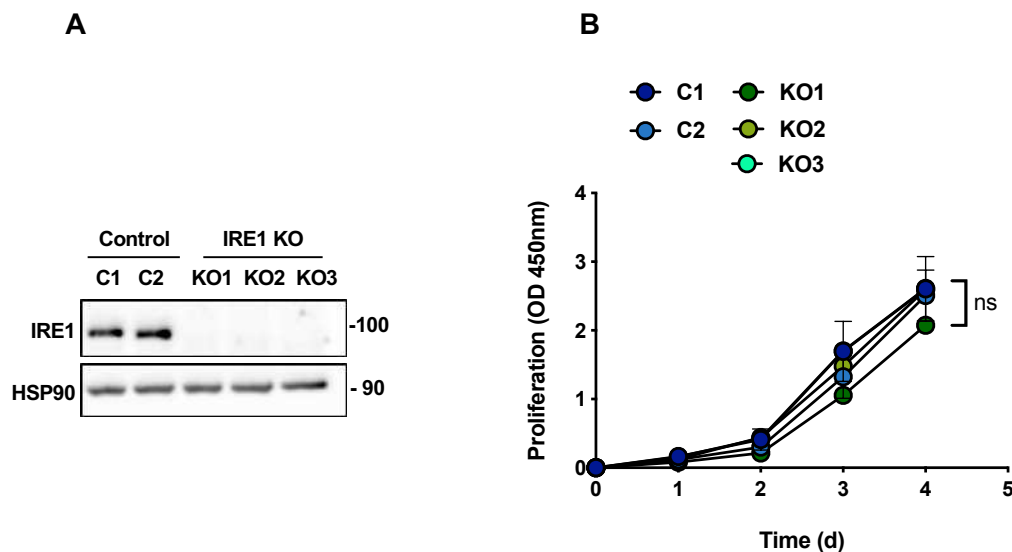 A
Control IRE1 KO
C1 C2 KO1 KO2 KO3
IRE1
-100
HSP90
- 90
B
C1
C2
KO1
KO2
KO3
Proliferation (OD 450nm)
4
3
2
1
0
ns
0 1 2 3 4 5
Time (d)